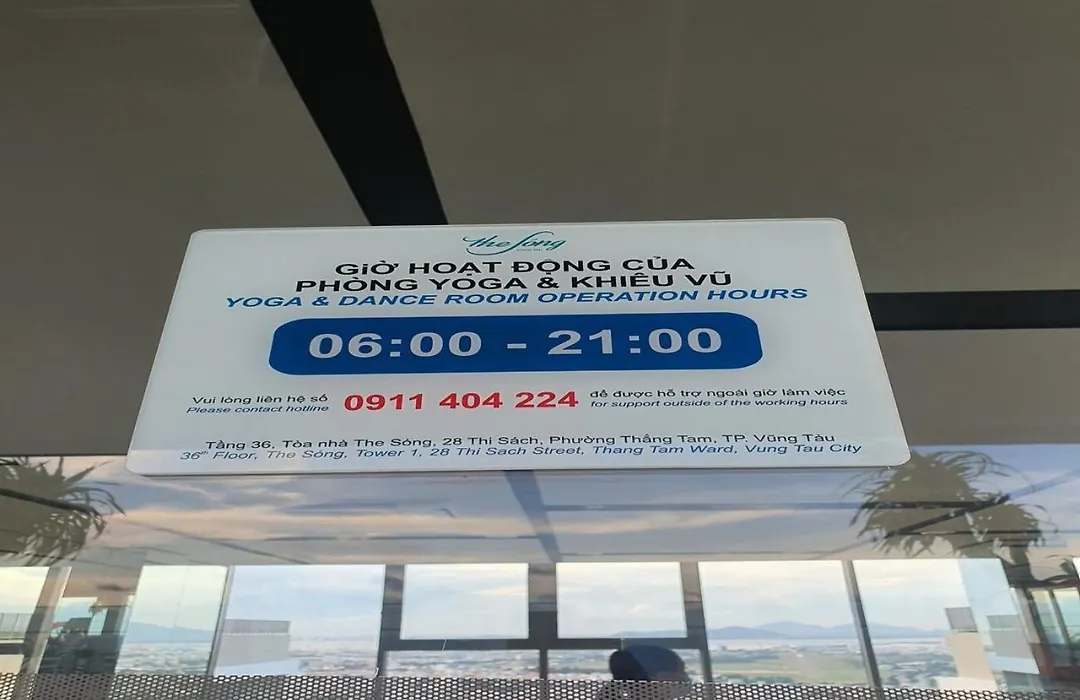 the Sóng
GIỜ HOẠT ĐỘNG CỦA
PHÒNG YOGA & KHIÊU VŨ
YOGA & DANCE ROOM OPERATION HOURS
06:00 - 21:00
Vui lòng liên hệ số 0911 404 224 để được hỗ trợ ngoài giờ làm việc
Please contact hotline for support outside of the working hours
Tầng 36, Tòa nhà The Sóng, 28 Thi Sách, Phường Thắng Tam, TP. Vũng Tàu
36th Floor, The Sóng, Tower 1, 28 Thi Sach Street, Thang Tam Ward, Vung Tau City